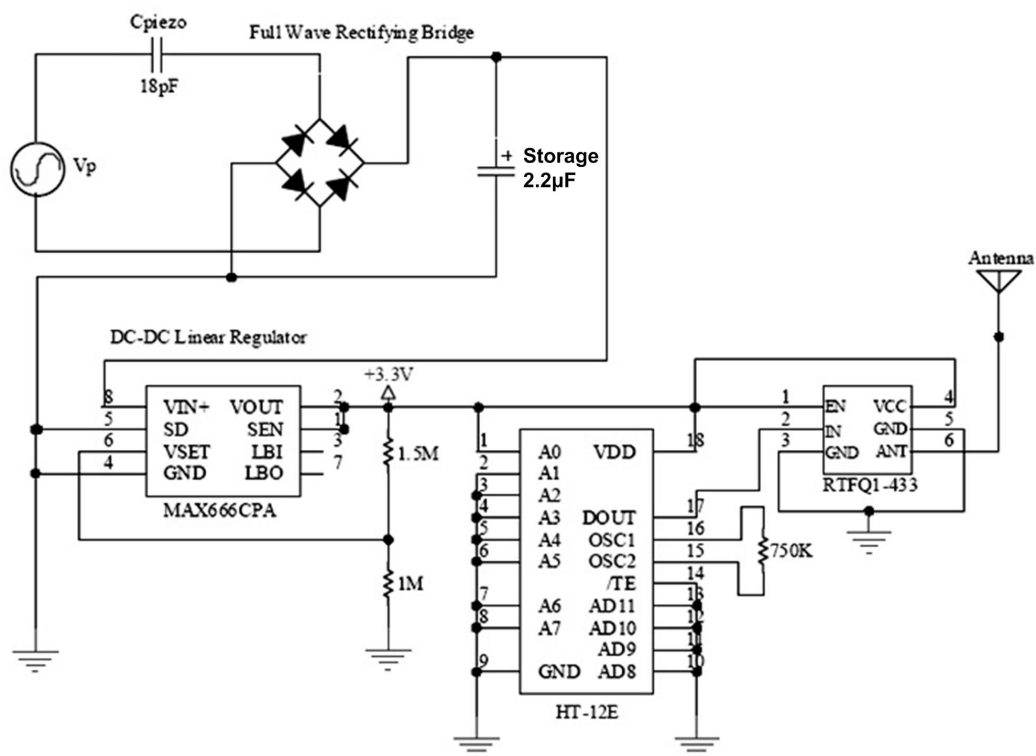 Cpiezo
Full Wave Rectifying Bridge
18pF
Vp
+ Storage
2.2µF
Antenna
DC-DC Linear Regulator
+3.3V
8 VIN+ VOUT 2
5 SD SEN 1
6 VSET LBI 3
4 GND LBO 7
MAX666CPA
1.5M
1M
1 EN VCC 4
2 IN GND 5
3 GND ANT 6
RTFQ1-433
1 A0 VDD 18
2 A1
3 A2
4 A3 DOUT 17
5 A4 OSC1 16
6 A5 OSC2 15
/TE 14
7 A6 AD11 13
8 A7 AD10 12
AD9 11
9 GND AD8 10
750K
HT-12E